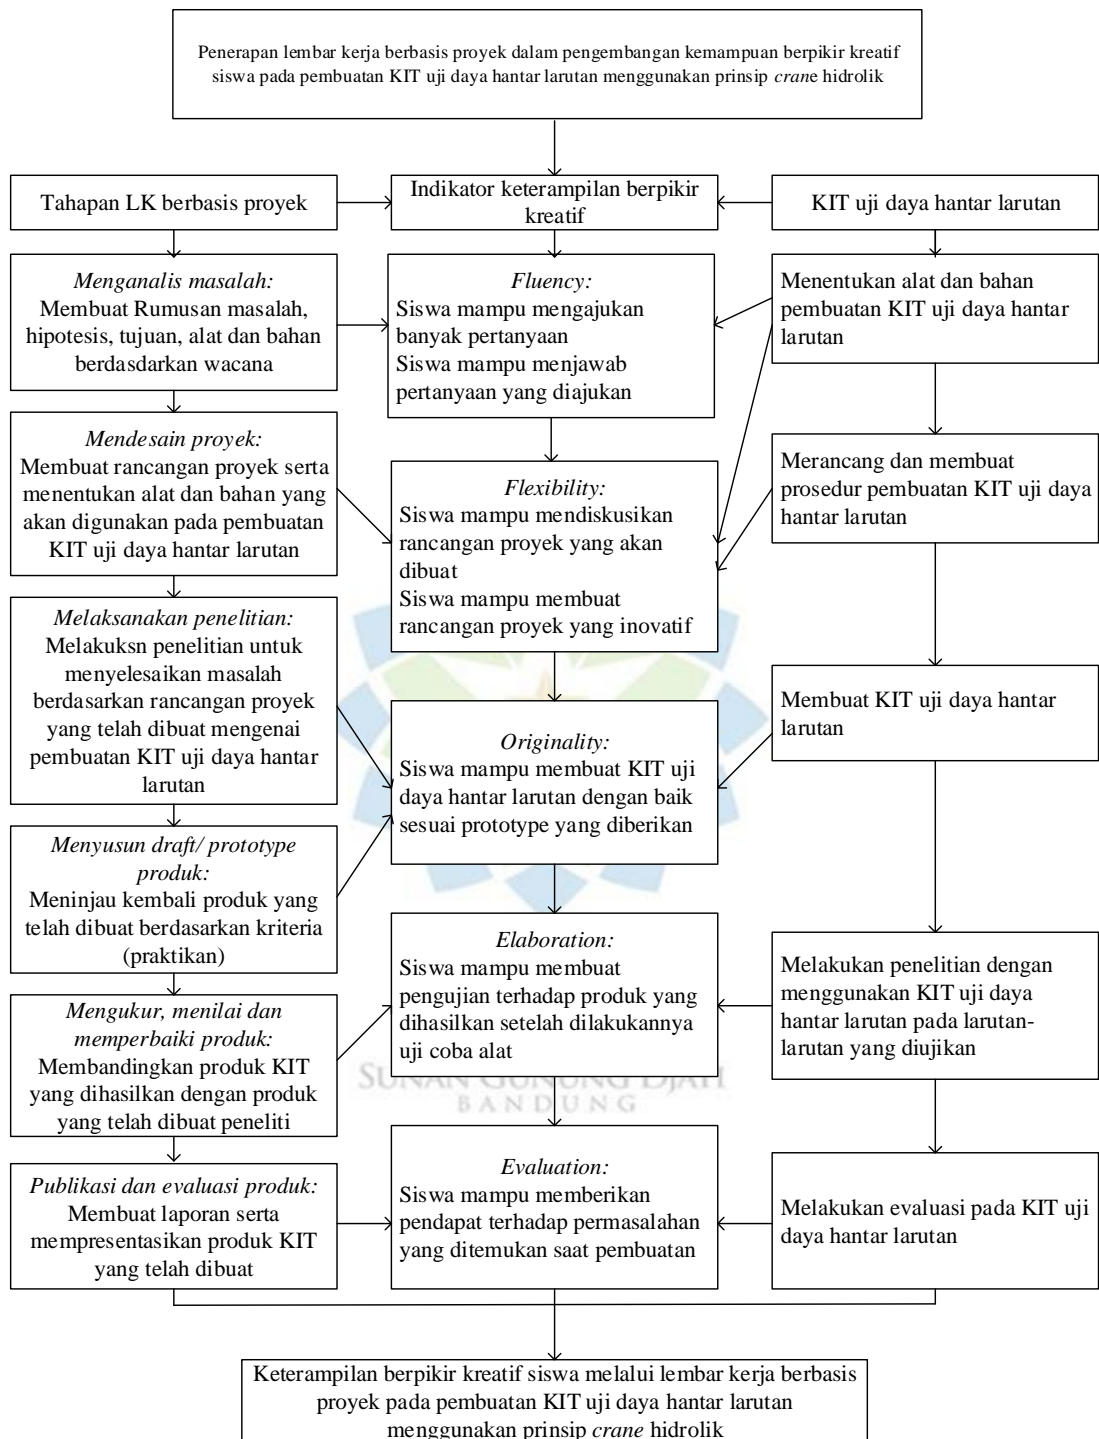 Penerapan lembar kerja berbasis proyek dalam pengembangan kemampuan berpikir kreatif
siswa pada pembuatan KIT uji daya hantar larutan menggunakan prinsip crane hidrolik
Tahapan LK berbasis proyek
Indikator keterampilan berpikir
kreatif
KIT uji daya hantar larutan
Menganalis masalah:
Membuat Rumusan masalah,
hipotesis, tujuan, alat dan bahan
berdasdarkan wacana
Fluency:
Siswa mampu mengajukan
banyak pertanyaan
Siswa mampu menjawab
pertanyaan yang diajukan
Menentukan alat dan bahan
pembuatan KIT uji daya hantar
larutan
Mendesain proyek:
Membuat rancangan proyek serta
menentukan alat dan bahan yang
akan digunakan pada pembuatan
KIT uji daya hantar larutan
Flexibility:
Siswa mampu mendiskusikan
rancangan proyek yang akan
dibuat
Siswa mampu membuat
rancangan proyek yang inovatif
Merancang dan membuat
prosedur pembuatan KIT uji daya
hantar larutan
Melaksanakan penelitian:
Melakuksn penelitian untuk
menyelesaikan masalah
berdasarkan rancangan proyek
yang telah dibuat mengenai
pembuatan KIT uji daya hantar
larutan
Originality:
Siswa mampu membuat KIT uji
daya hantar larutan dengan baik
sesuai prototype yang diberikan
Membuat KIT uji daya hantar
larutan
Menyusun draft/ prototype
produk:
Meninjau kembali produk yang
telah dibuat berdasarkan kriteria
(praktikan)
Elaboration:
Siswa mampu membuat
pengujian terhadap produk yang
dihasilkan setelah dilakukannya
uji coba alat
Melakukan penelitian dengan
menggunakan KIT uji daya
hantar larutan pada larutan-
larutan yang diujikan
Mengukur, menilai dan
memperbaiki produk:
Membandingkan produk KIT
yang dihasilkan dengan produk
yang telah dibuat peneliti
SUNAN GUNUNG DJATI
BANDUNG
Publikasi dan evaluasi produk:
Membuat laporan serta
mempresentasikan produk KIT
yang telah dibuat
Evaluation:
Siswa mampu memberikan
pendapat terhadap permasalahan
yang ditemukan saat pembuatan
Melakukan evaluasi pada KIT uji
daya hantar larutan
Keterampilan berpikir kreatif siswa melalui lembar kerja berbasis
proyek pada pembuatan KIT uji daya hantar larutan
menggunakan prinsip crane hidrolik